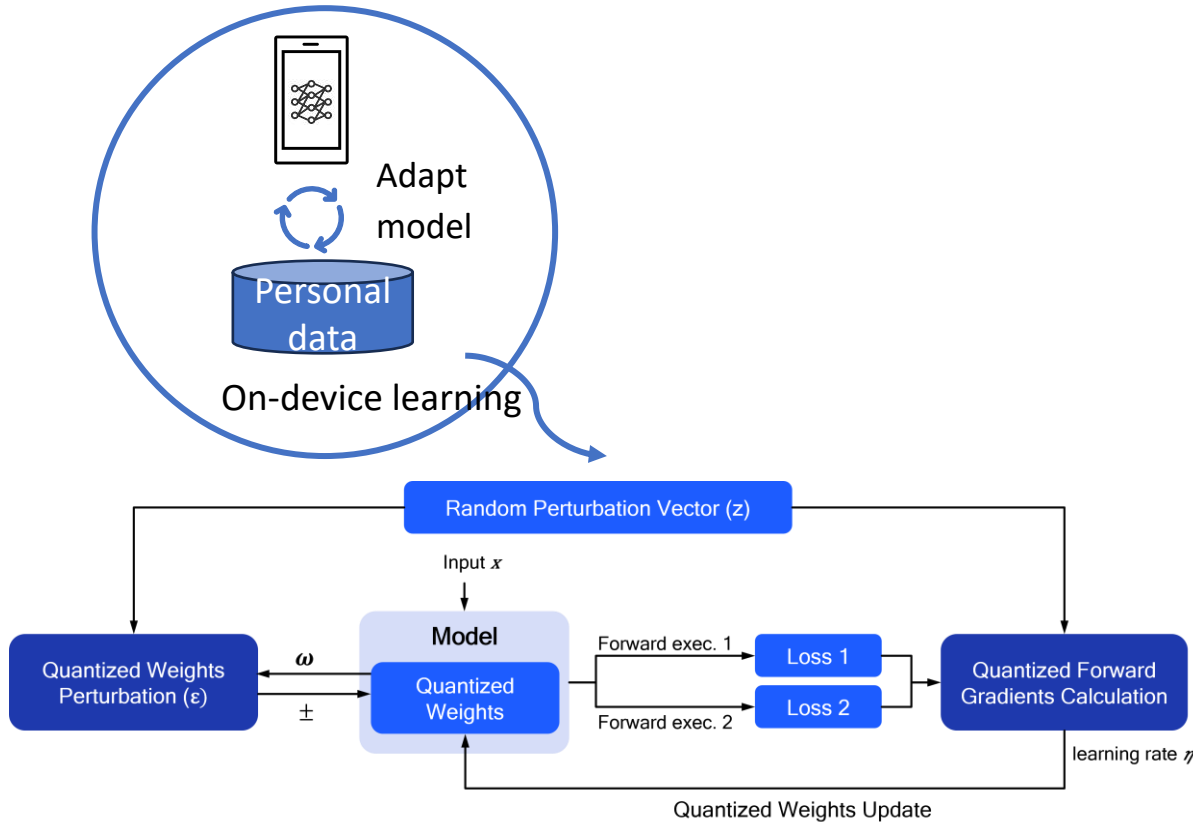 Adapt
model
Personal
data
On-device learning
Random Perturbation Vector (z)
Input x
Model
Quantized Weights
Perturbation (ε)
ω
±
Quantized
Weights
Forward exec. 1
Forward exec. 2
Loss 1
Loss 2
Quantized Forward
Gradients Calculation
learning rate η
Quantized Weights Update